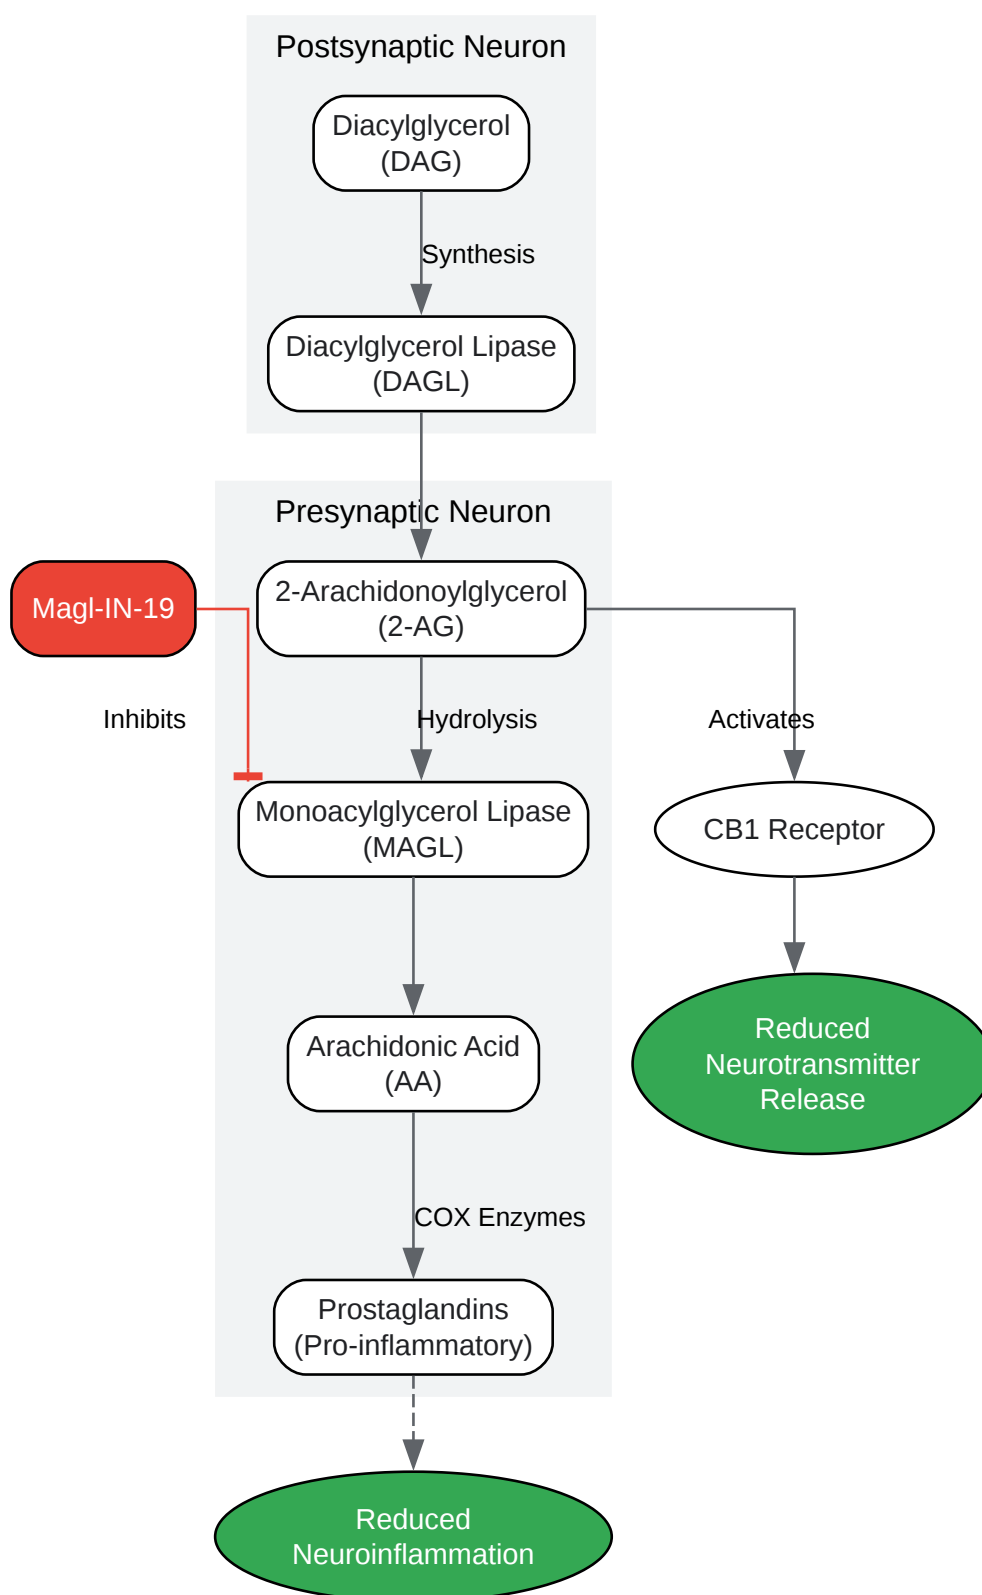 Postsynaptic Neuron
Diacylglycerol
(DAG)
Synthesis
Diacylglycerol Lipase
(DAGL)
Presynaptic Neuron
Magl-IN-19
2-Arachidonoylglycerol
(2-AG)
Inhibits
Hydrolysis
Activates
Monoacylglycerol Lipase
(MAGL)
CB1 Receptor
Arachidonic Acid
(AA)
Reduced
Neurotransmitter
Release
COX Enzymes
Prostaglandins
(Pro-inflammatory)
Reduced
Neuroinflammation